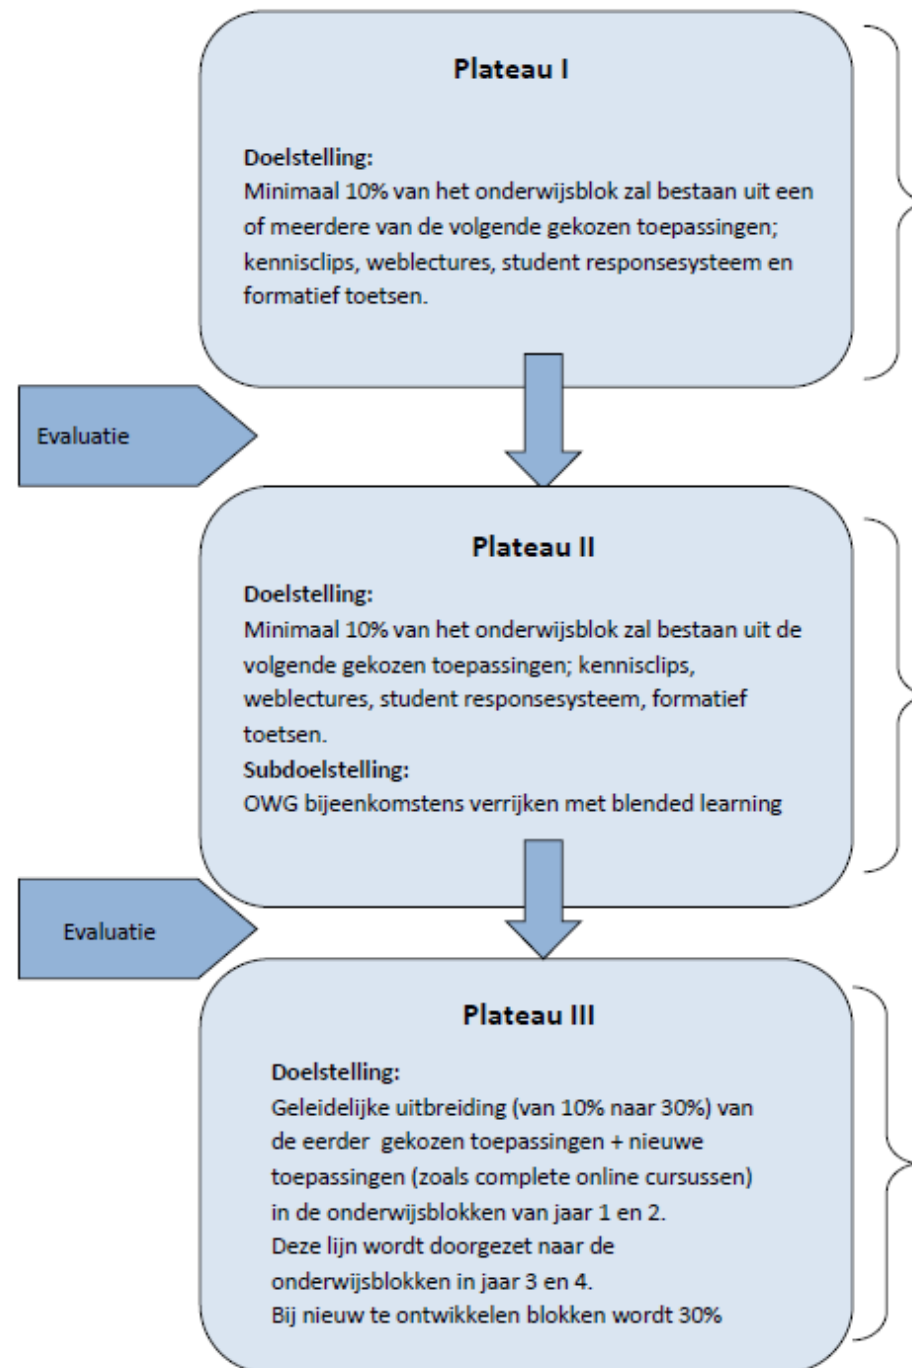 Plateau I
Doelstelling:
Minimaal 10% van het onderwijsblok zal bestaan uit een
of meerdere van de volgende gekozen toepassingen;
kennisclips, weblectures, student responsesysteem en
formatief toetsen.
Evaluatie
Plateau II
Doelstelling:
Minimaal 10% van het onderwijsblok zal bestaan uit de
volgende gekozen toepassingen; kennisclips,
weblectures, student responsesysteem, formatief
toetsen.
Subdoelstelling:
OWG bijeenkomstens verrijken met blended learning
Evaluatie
Plateau III
Doelstelling:
Geleidelijke uitbreiding (van 10% naar 30%) van
de eerder gekozen toepassingen + nieuwe
toepassingen (zoals complete online cursussen)
in de onderwijsblokken van jaar 1 en 2.
Deze lijn wordt doorgezet naar de
onderwijsblokken in jaar 3 en 4.
Bij nieuw te ontwikkelen blokken wordt 30%